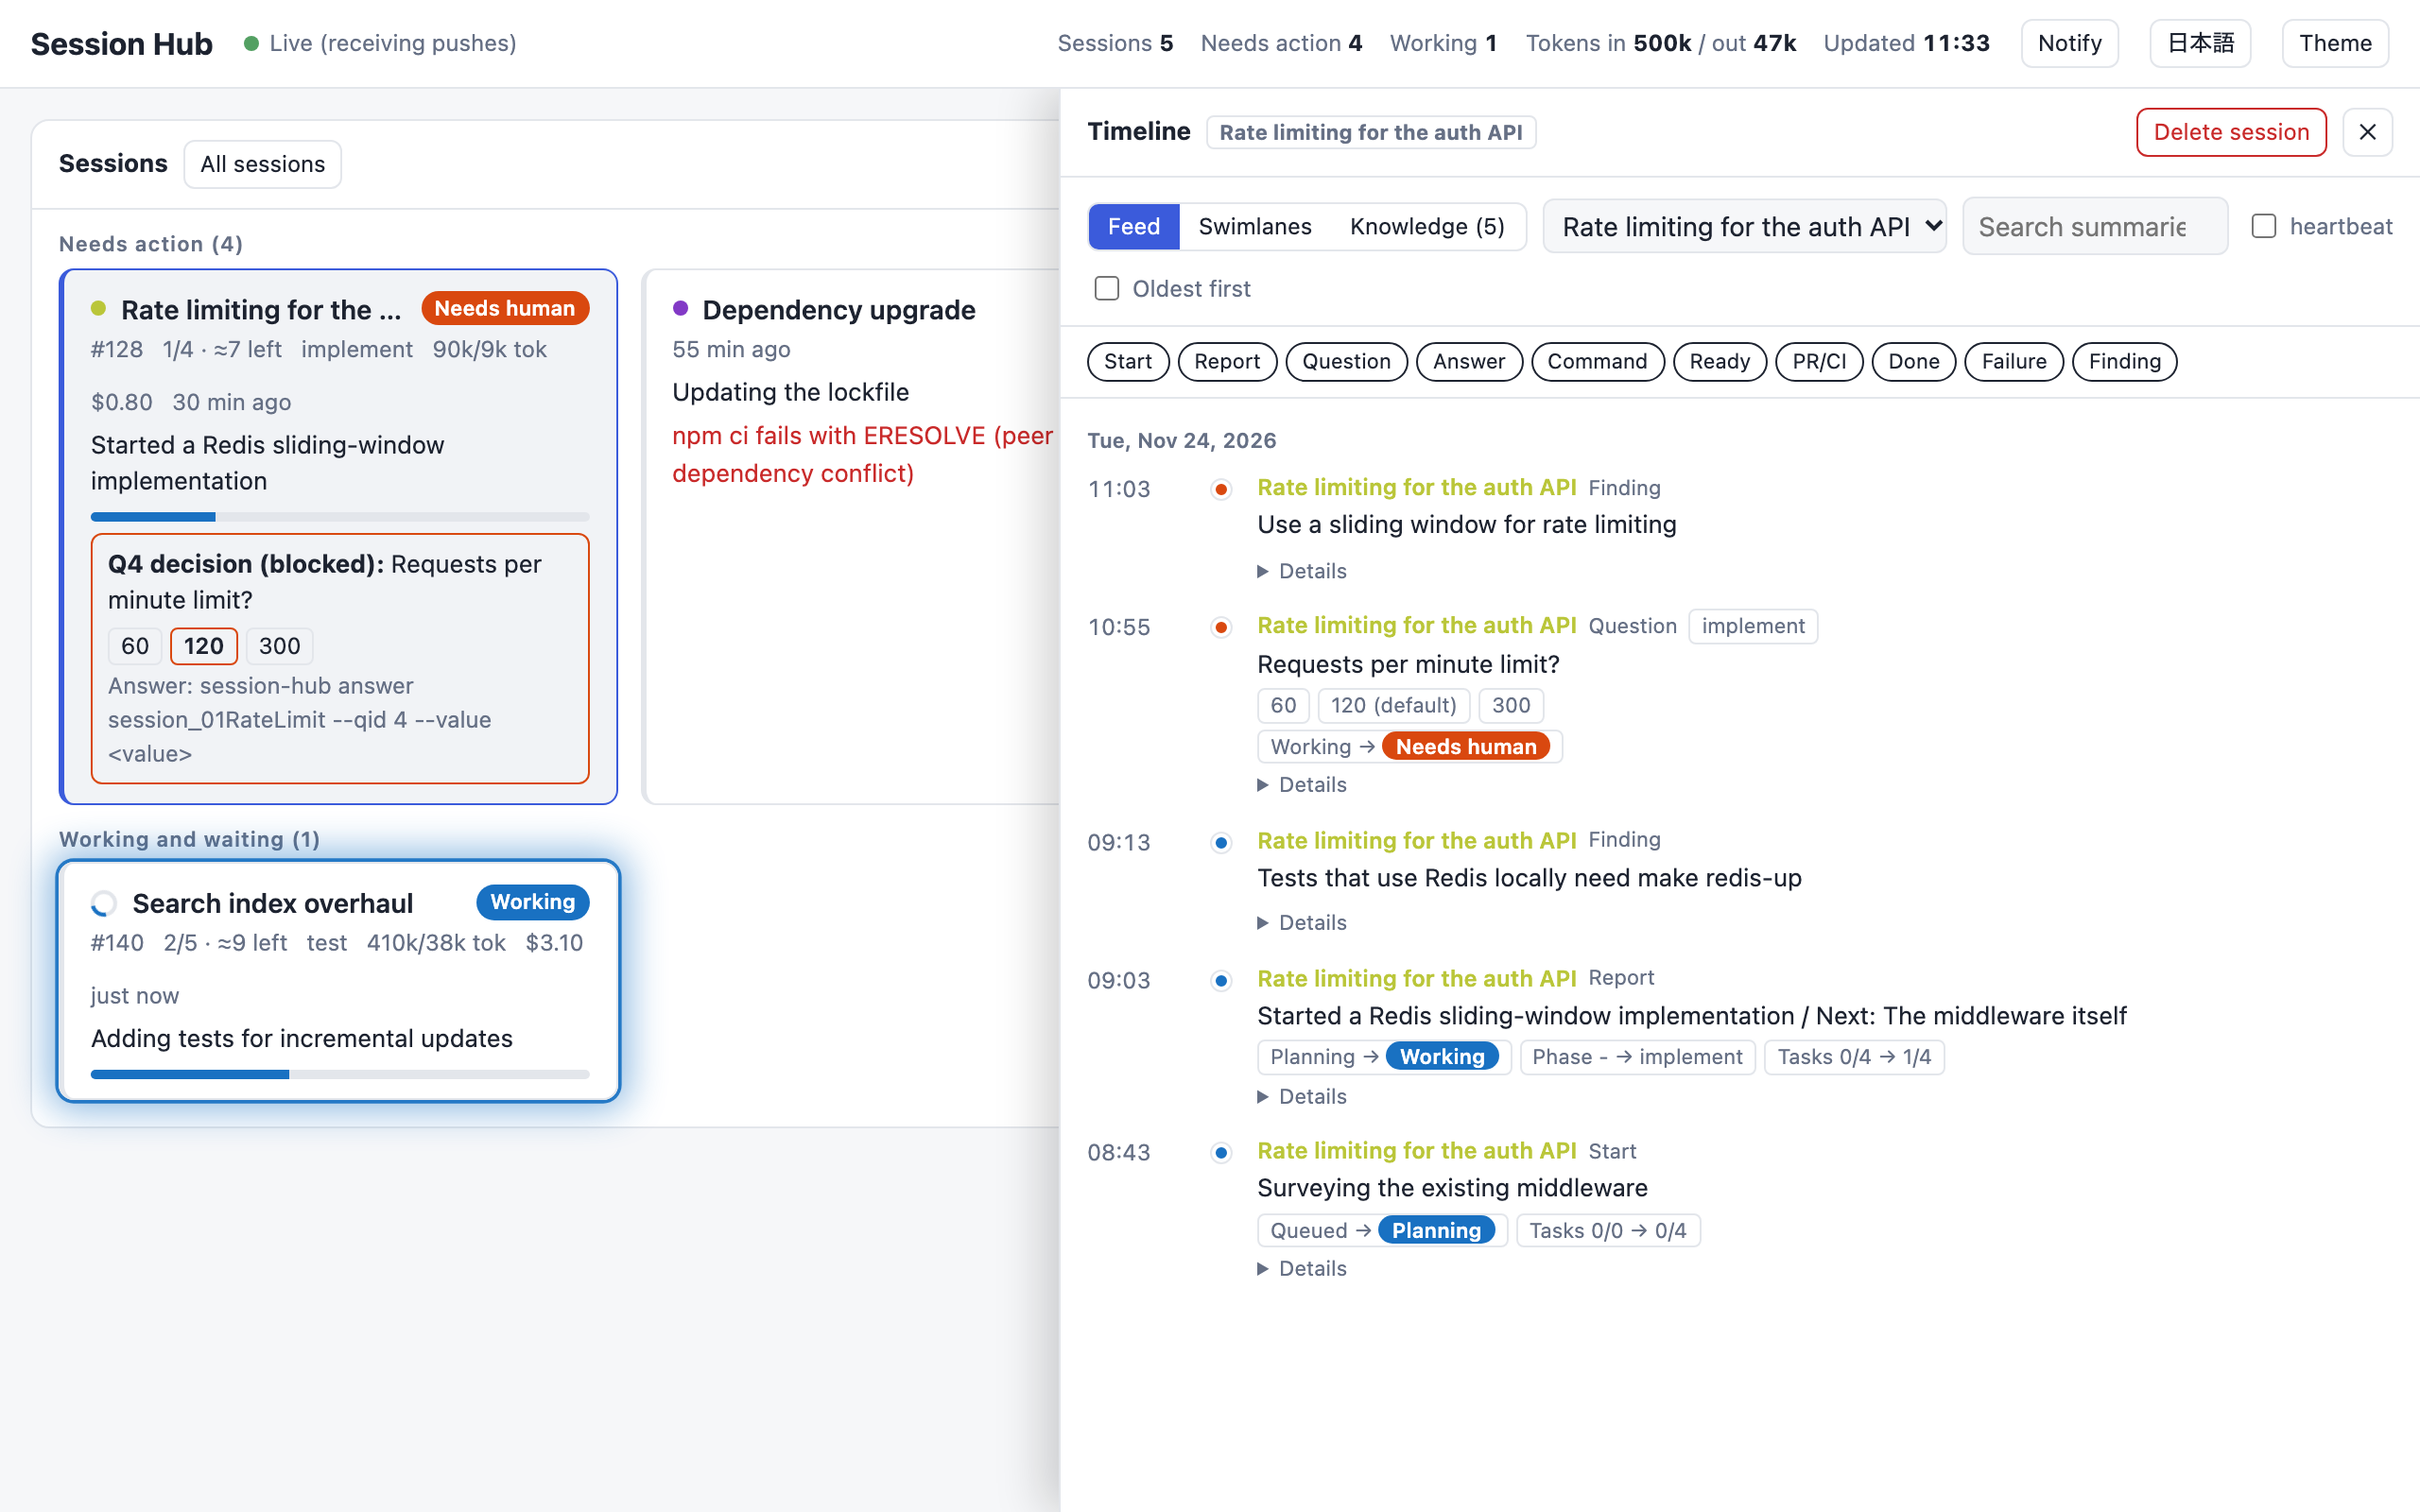 Session Hub
Live (receiving pushes)
Sessions 5 Needs action 4 Working 1 Tokens in 500k / out 47k Updated 11:33
Notify
日本語
Theme
Sessions
All sessions
Needs action (4)
Rate limiting for the ...
Needs human
#128 1/4 · ≈7 left implement 90k/9k tok
$0.80 30 min ago
Started a Redis sliding-window
implementation
Q4 decision (blocked): Requests per
minute limit?
60 120 300
Answer: session-hub answer
session_01RateLimit --qid 4 --value
<value>
Dependency upgrade
55 min ago
Updating the lockfile
npm ci fails with ERESOLVE (peer
dependency conflict)
Working and waiting (1)
Search index overhaul
Working
#140 2/5 · ≈9 left test 410k/38k tok $3.10
just now
Adding tests for incremental updates
Timeline
Rate limiting for the auth API
Delete session
×
Feed Swimlanes Knowledge (5)
Rate limiting for the auth API
Search summarie
heartbeat
Oldest first
Start Report Question Answer Command Ready PR/CI Done Failure Finding
Tue, Nov 24, 2026
11:03 Rate limiting for the auth API Finding
Use a sliding window for rate limiting
Details
10:55 Rate limiting for the auth API Question implement
Requests per minute limit?
60 120 (default) 300
Working → Needs human
Details
09:13 Rate limiting for the auth API Finding
Tests that use Redis locally need make redis-up
Details
09:03 Rate limiting for the auth API Report
Started a Redis sliding-window implementation / Next: The middleware itself
Planning → Working Phase - → implement Tasks 0/4 → 1/4
Details
08:43 Rate limiting for the auth API Start
Surveying the existing middleware
Queued → Planning Tasks 0/0 → 0/4
Details